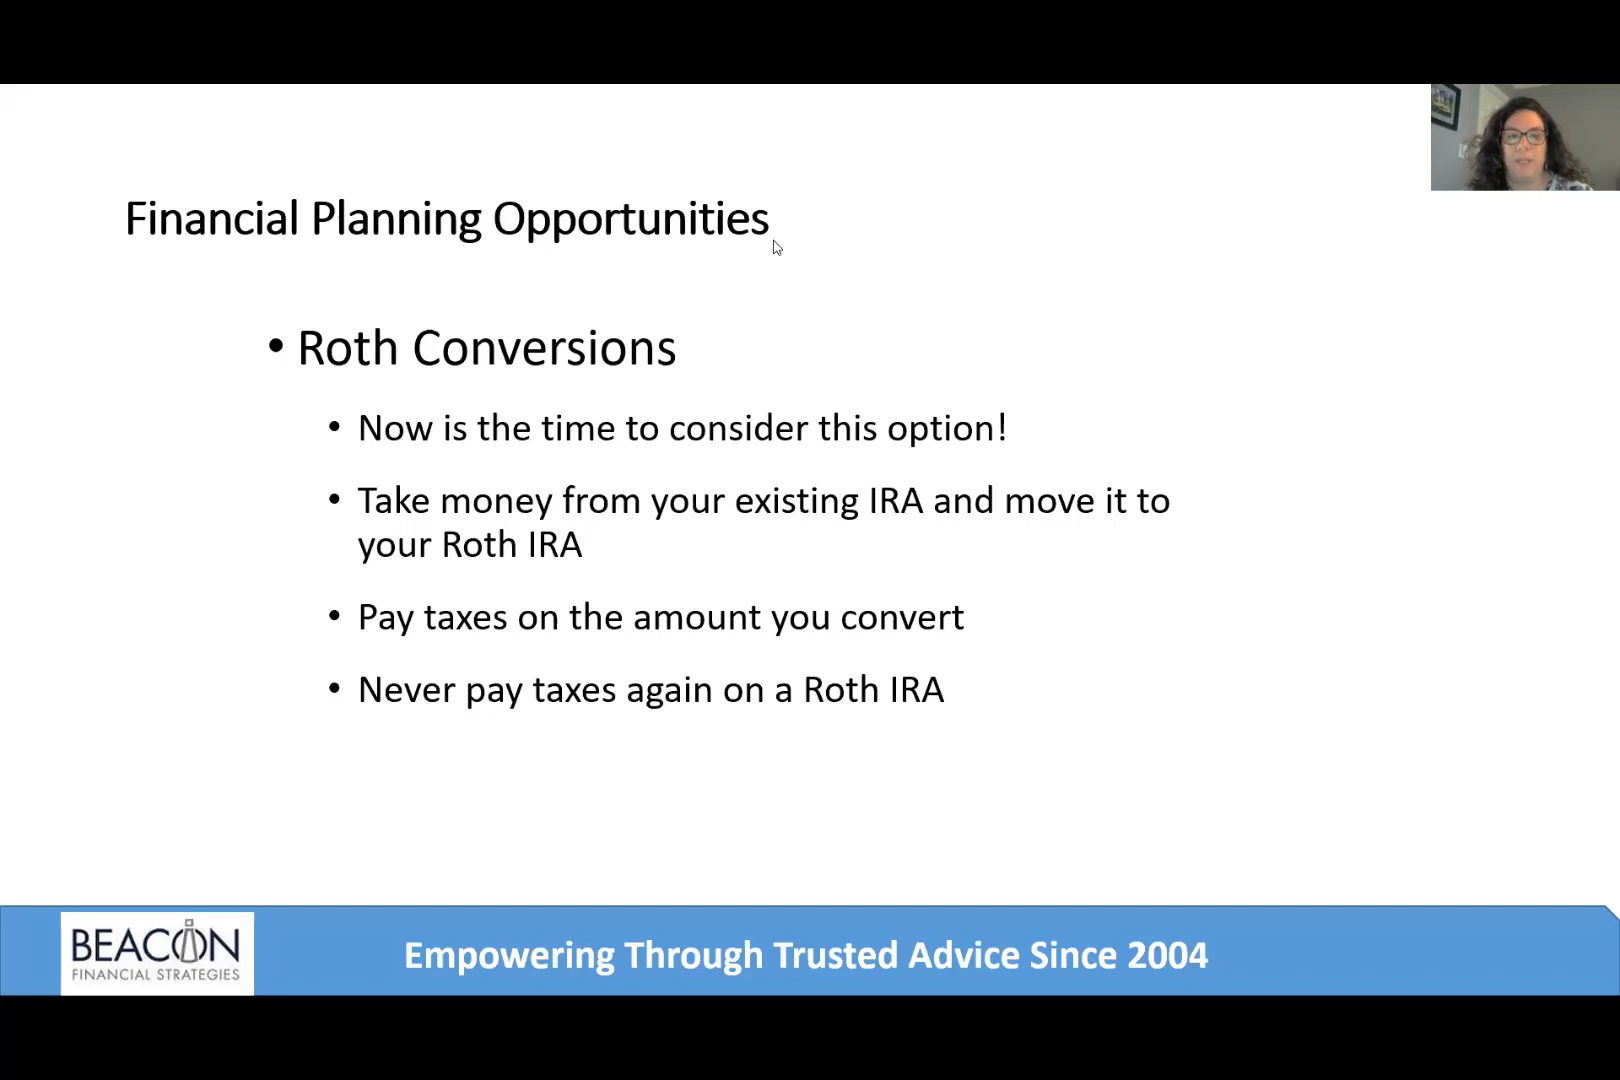 Financial Planning Opportunities
• Roth Conversions
• Now is the time to consider this option!
• Take money from your existing IRA and move it to
your Roth IRA
• Pay taxes on the amount you convert
• Never pay taxes again on a Roth IRA
BEACON
FINANCIAL STRATEGIES
Empowering Through Trusted Advice Since 2004